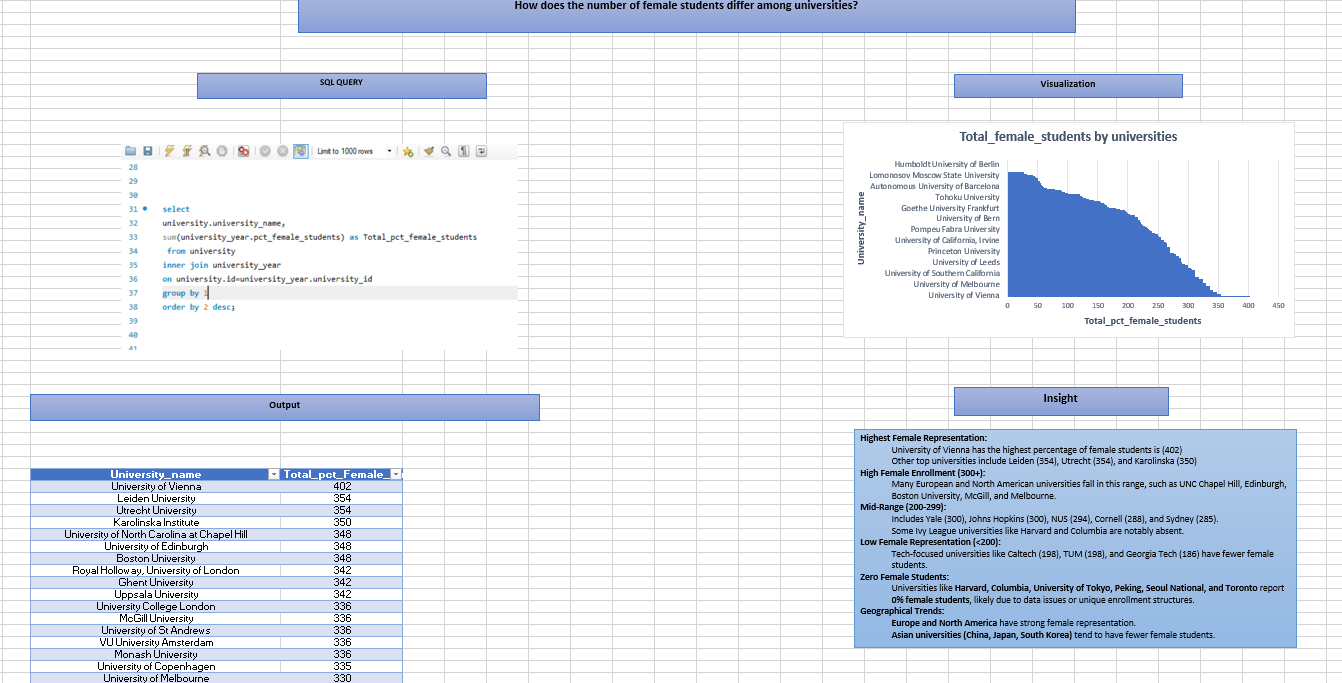 How does the number of female students differ among universities?
SQL QUERY
Visualization
Limit to 1000 rows
28
29
30
31 select
32 university.university_name,
33 sum(university_year.pct_female_students) as Total_pct_female_students
34 from university
35 inner join university_year
36 on university.id=university_year.university_id
37 group by 1
38 order by 2 desc;
39
40
41
Total_female_students by universities
University_name
Humboldt University of Berlin
Lomonosov Moscow State University
Autonomous University of Barcelona
Tohoku University
Goethe University Frankfurt
University of Bern
Pompeu Fabra University
University of California, Irvine
Princeton University
University of Leeds
University of Southern California
University of Melbourne
University of Vienna
0 50 100 150 200 250 300 350 400 450
Total_pct_female_students
Output
University_name Total_pct_Female_
University of Vienna 402
Leiden University 354
Utrecht University 354
Karolinska Institute 350
University of North Carolina at Chapel Hill 348
University of Edinburgh 348
Boston University 348
Royal Holloway, University of London 342
Ghent University 342
Uppsala University 342
University College London 336
McGill University 336
University of St Andrews 336
VU University Amsterdam 336
Monash University 336
University of Copenhagen 335
University of Melbourne 330
Insight
Highest Female Representation:
University of Vienna has the highest percentage of female students is (402)
Other top universities include Leiden (354), Utrecht (354), and Karolinska (350)
High Female Enrollment (300+):
Many European and North American universities fall in this range, such as UNC Chapel Hill, Edinburgh,
Boston University, McGill, and Melbourne.
Mid-Range (200-299):
Includes Yale (300), Johns Hopkins (300), NUS (294), Cornell (288), and Sydney (285).
Some Ivy League universities like Harvard and Columbia are notably absent.
Low Female Representation (<200):
Tech-focused universities like Caltech (198), TUM (198), and Georgia Tech (186) have fewer female
students.
Zero Female Students:
Universities like Harvard, Columbia, University of Tokyo, Peking, Seoul National, and Toronto report
0% female students, likely due to data issues or unique enrollment structures.
Geographical Trends:
Europe and North America have strong female representation.
Asian universities (China, Japan, South Korea) tend to have fewer female students.